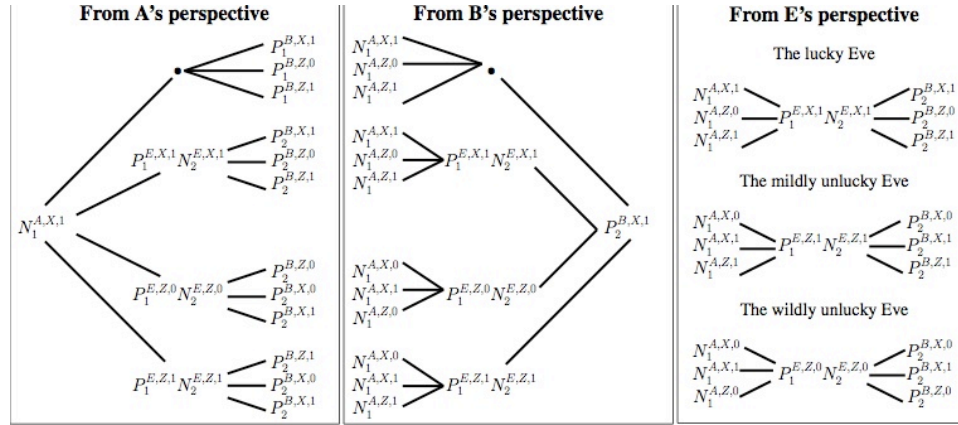 From A's perspective
P_1^{B,X,1}
P_1^{B,Z,0}
P_1^{B,Z,1}
P_2^{B,X,1}
P_1^{E,X,1} N_2^{E,X,1} P_2^{B,Z,0}
P_2^{B,Z,1}
N_1^{A,X,1}
P_2^{B,Z,0}
P_1^{E,Z,0} N_2^{E,Z,0} P_2^{B,X,0}
P_2^{B,X,1}
P_2^{B,Z,1}
P_1^{E,Z,1} N_2^{E,Z,1} P_2^{B,X,0}
P_2^{B,X,1}
From B's perspective
N_1^{A,X,1}
N_1^{A,Z,0}
N_1^{A,Z,1}
N_1^{A,X,1}
N_1^{A,Z,0} P_1^{E,X,1} N_2^{E,X,1}
N_1^{A,Z,1}
P_2^{B,X,1}
N_1^{A,X,0}
N_1^{A,X,1} P_1^{E,Z,0} N_2^{E,Z,0}
N_1^{A,Z,0}
N_1^{A,X,0}
N_1^{A,X,1} P_1^{E,Z,1} N_2^{E,Z,1}
N_1^{A,Z,1}
From E's perspective
The lucky Eve
N_1^{A,X,1} P_2^{B,X,1}
N_1^{A,Z,0} P_1^{E,X,1} N_2^{E,X,1} P_2^{B,Z,0}
N_1^{A,Z,1} P_2^{B,Z,1}
The mildly unlucky Eve
N_1^{A,X,0} P_2^{B,X,0}
N_1^{A,X,1} P_1^{E,Z,1} N_2^{E,Z,1} P_2^{B,X,1}
N_1^{A,Z,1} P_2^{B,Z,1}
The wildly unlucky Eve
N_1^{A,X,0} P_2^{B,X,0}
N_1^{A,X,1} P_1^{E,Z,0} N_2^{E,Z,0} P_2^{B,X,1}
N_1^{A,Z,0} P_2^{B,Z,0}